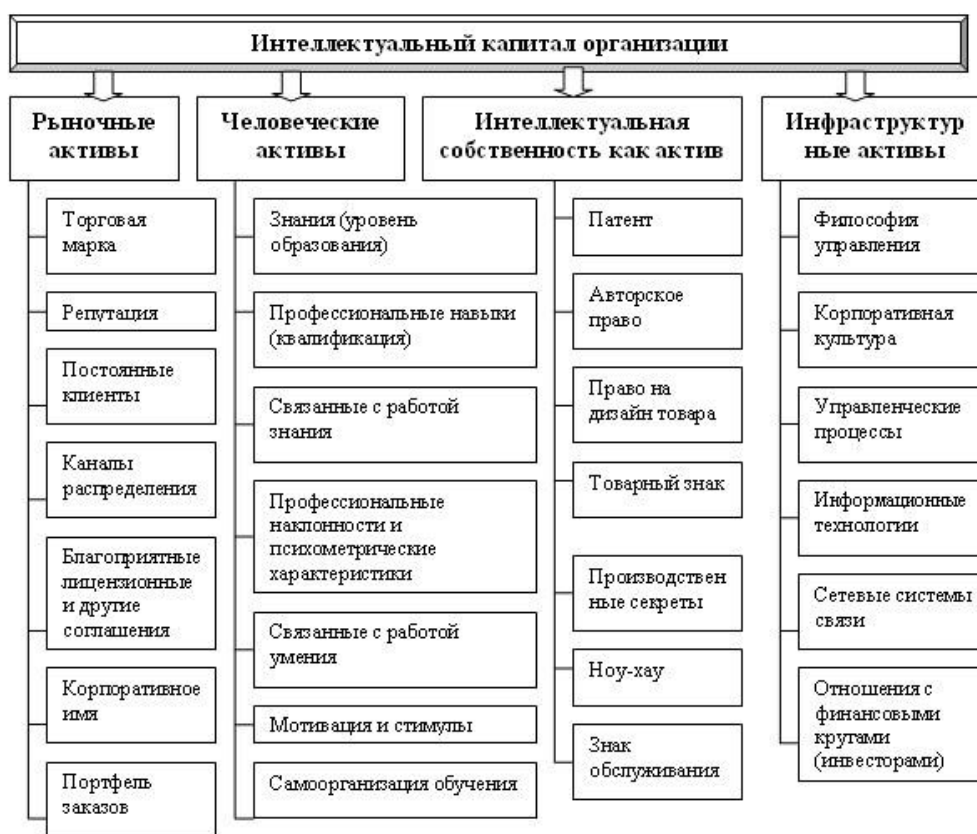 Интеллектуальный капитал организации
Рыночные
активы
Торговая
марка
Репутация
Постоянные
клиенты
Каналы
распределения
Благоприятные
лицензионные
и другие
соглашения
Корпоративное
имя
Портфель
заказов
Человеческие
активы
Знания (уровень
образования)
Профессиональные навыки
(квалификация)
Связанные с работой
знания
Профессиональные
наклонности и
психометрические
характеристики
Связанные с работой
умения
Мотивация и стимулы
Самоорганизация обучения
Интеллектуальная
собственность как актив
Патент
Авторское
право
Право на
дизайн товара
Товарный знак
Производствен
ные секреты
Ноу-хау
Знак
обслуживания
Инфраструктур
ные активы
Философия
управления
Корпоративная
культура
Управленческие
процессы
Информационные
технологии
Сетевые системы
связи
Отношения с
финансовыми
кругами
(инвесторами)